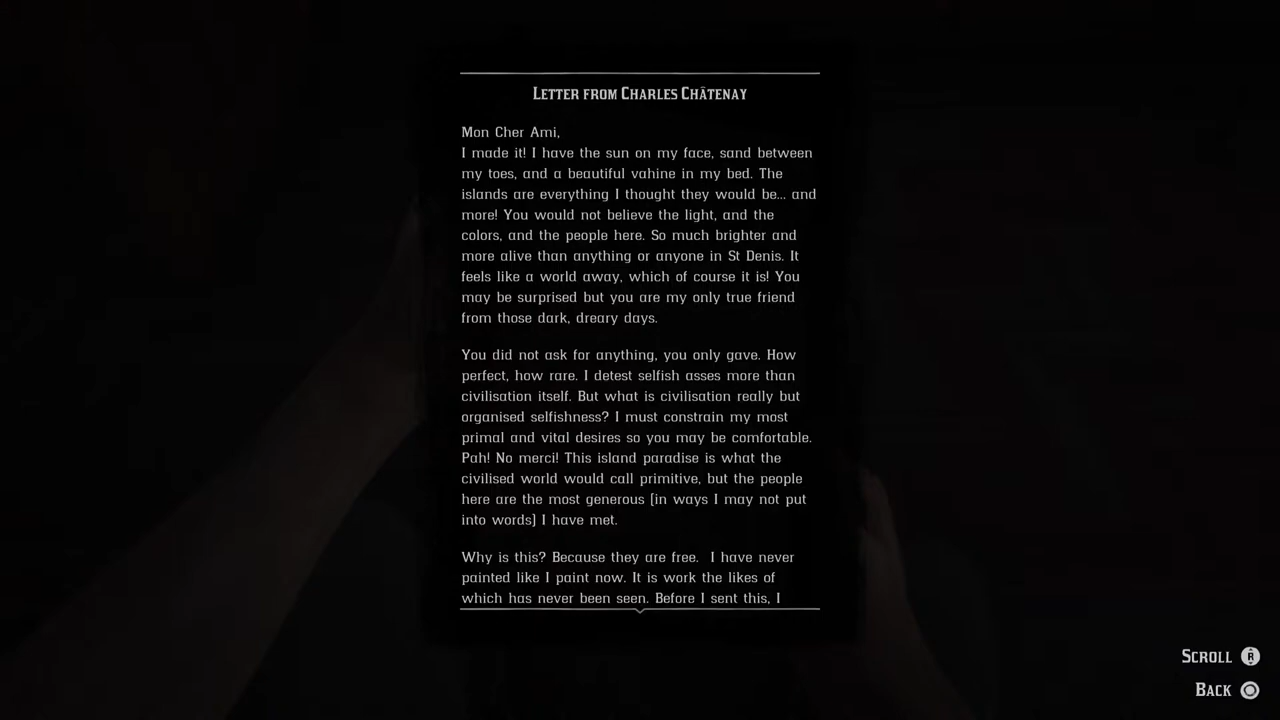 LETTER FROM CHARLES CHÂTENAY
Mon Cher Ami,
I made it! I have the sun on my face, sand between
my toes, and a beautiful vahine in my bed. The
islands are everything I thought they would be... and
more! You would not believe the light, and the
colors, and the people here. So much brighter and
more alive than anything or anyone in St Denis. It
feels like a world away, which of course it is! You
may be surprised but you are my only true friend
from those dark, dreary days.
You did not ask for anything, you only gave. How
perfect, how rare. I detest selfish asses more than
civilisation itself. But what is civilisation really but
organised selfishness? I must constrain my most
primal and vital desires so you may be comfortable.
Pah! No merci! This island paradise is what the
civilised world would call primitive, but the people
here are the most generous [in ways I may not put
into words] I have met.
Why is this? Because they are free.  I have never
painted like I paint now. It is work the likes of
which has never been seen. Before I sent this, I
SCROLL R
BACK